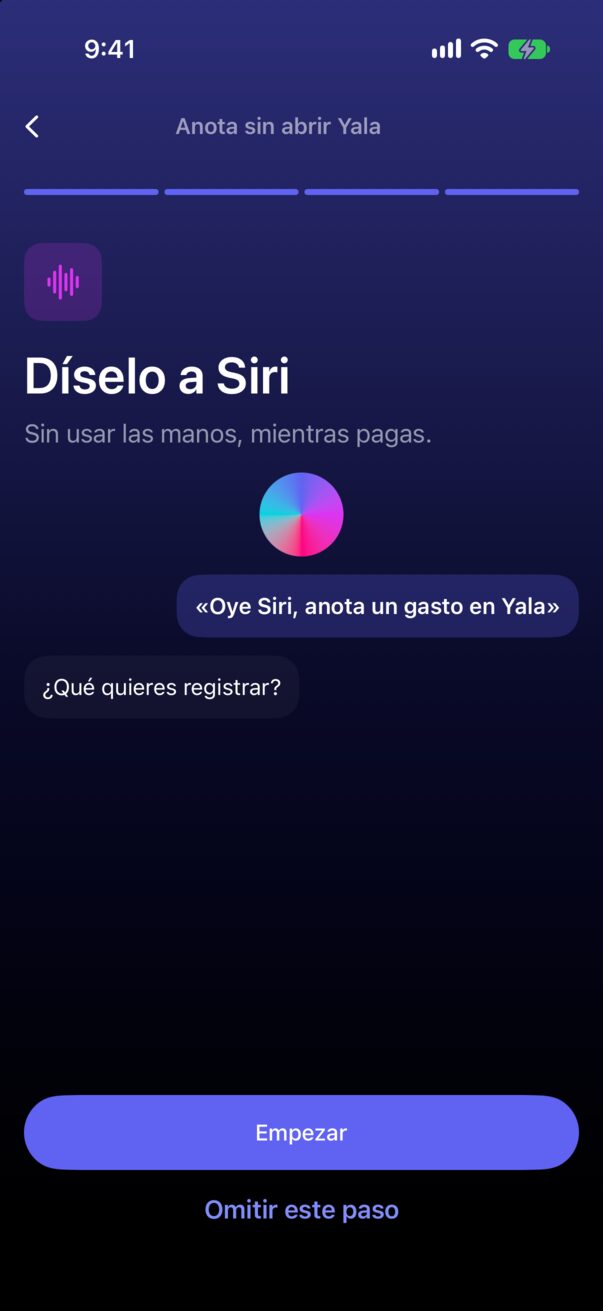 9:41
Anota sin abrir Yala
Díselo a Siri
Sin usar las manos, mientras pagas.
«Oye Siri, anota un gasto en Yala»
¿Qué quieres registrar?
Empezar
Omitir este paso